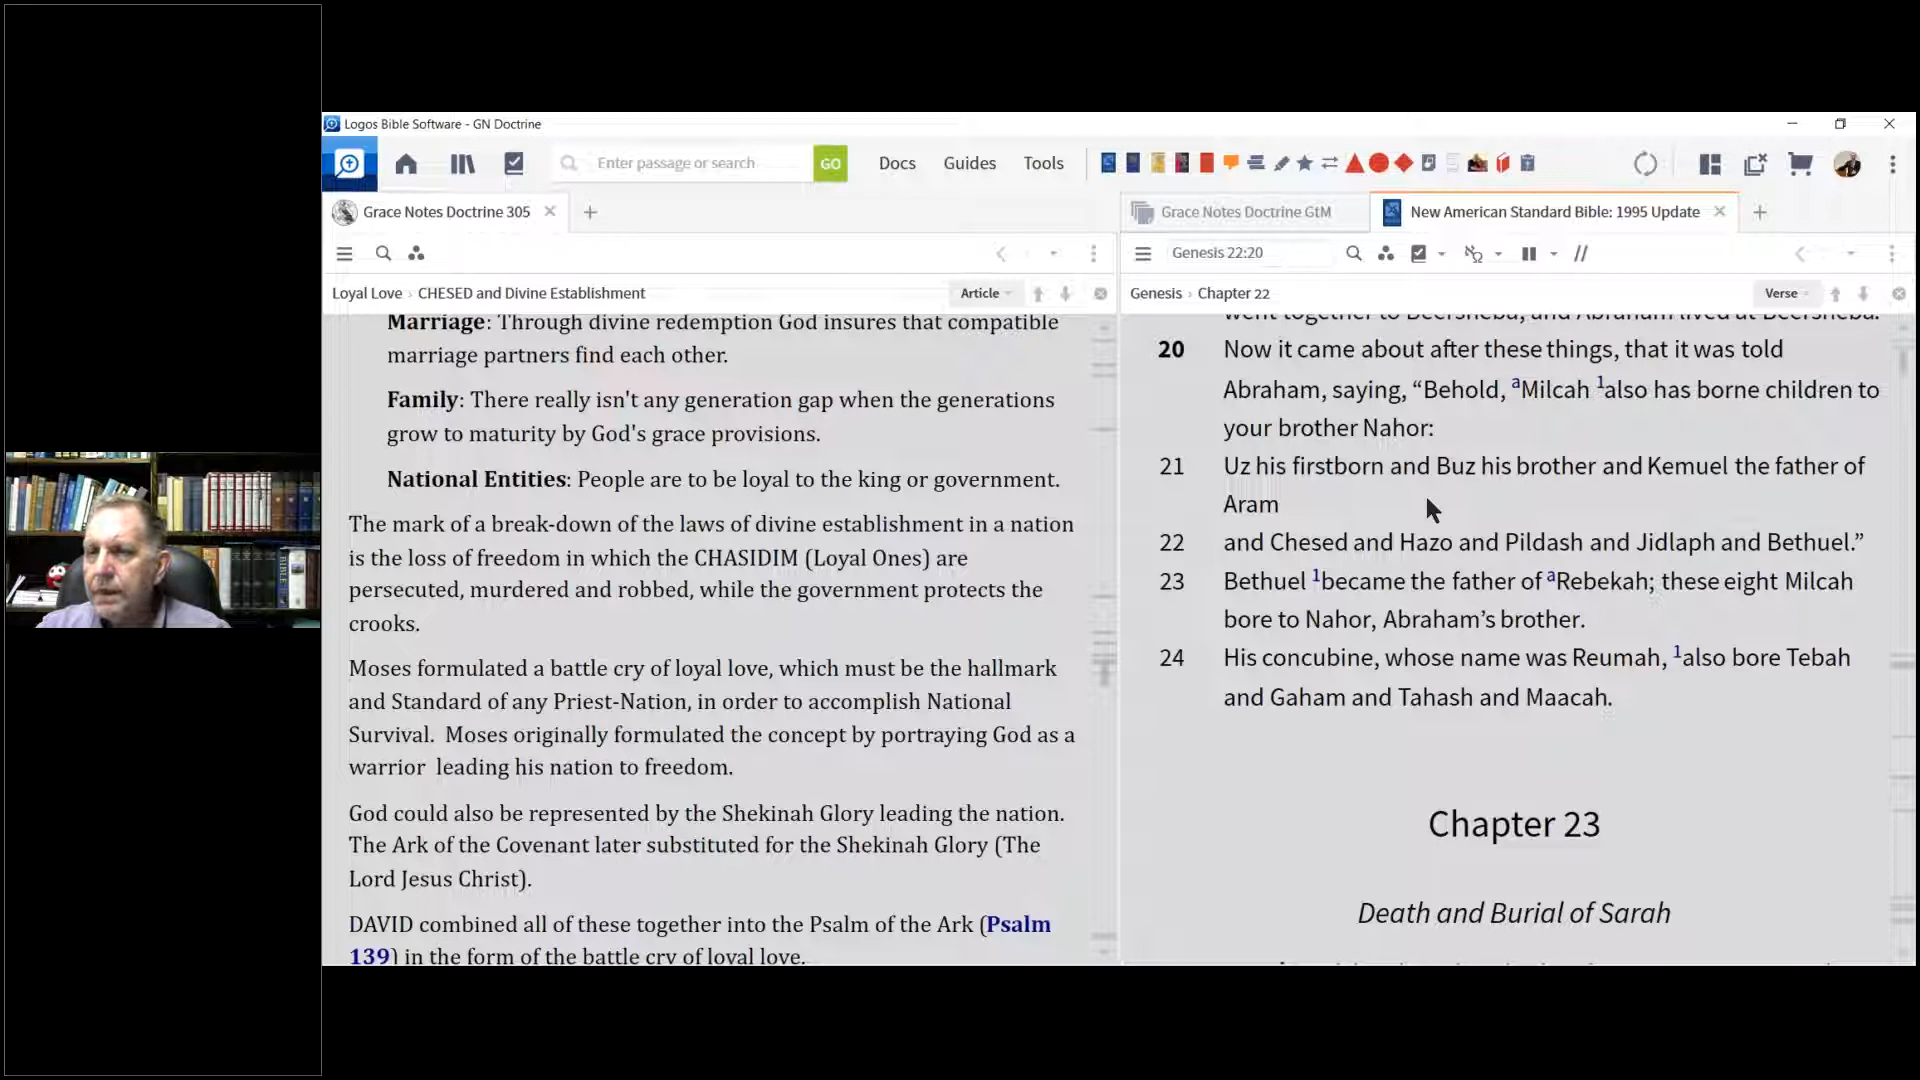 Logos Bible Software - GN Doctrine
Enter passage or search
GO
Docs
Guides
Tools
Grace Notes Doctrine 305
Loyal Love › CHESED and Divine Establishment
Article
Marriage: Through divine redemption God insures that compatible
marriage partners find each other.
Family: There really isn't any generation gap when the generations
grow to maturity by God's grace provisions.
National Entities: People are to be loyal to the king or government.
The mark of a break-down of the laws of divine establishment in a nation
is the loss of freedom in which the CHASIDIM (Loyal Ones) are
persecuted, murdered and robbed, while the government protects the
crooks.
Moses formulated a battle cry of loyal love, which must be the hallmark
and Standard of any Priest-Nation, in order to accomplish National
Survival.  Moses originally formulated the concept by portraying God as a
warrior  leading his nation to freedom.
God could also be represented by the Shekinah Glory leading the nation.
The Ark of the Covenant later substituted for the Shekinah Glory (The
Lord Jesus Christ).
DAVID combined all of these together into the Psalm of the Ark (Psalm
139) in the form of the battle cry of loyal love.
Grace Notes Doctrine GtM
New American Standard Bible: 1995 Update
Genesis 22:20
Genesis › Chapter 22
Verse
went together to Beersheba; and Abraham lived at Beersheba.
20 Now it came about after these things, that it was told
Abraham, saying, “Behold, aMilcah 1also has borne children to
your brother Nahor:
21 Uz his firstborn and Buz his brother and Kemuel the father of
Aram
22 and Chesed and Hazo and Pildash and Jidlaph and Bethuel.”
23 Bethuel 1became the father of aRebekah; these eight Milcah
bore to Nahor, Abraham’s brother.
24 His concubine, whose name was Reumah, 1also bore Tebah
and Gaham and Tahash and Maacah.
Chapter 23
Death and Burial of Sarah